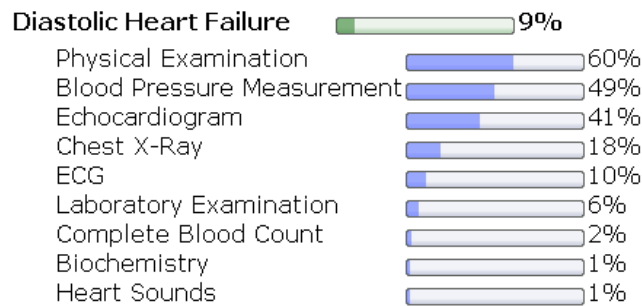 Diastolic Heart Failure 9%
Physical Examination 60%
Blood Pressure Measurement 49%
Echocardiogram 41%
Chest X-Ray 18%
ECG 10%
Laboratory Examination 6%
Complete Blood Count 2%
Biochemistry 1%
Heart Sounds 1%